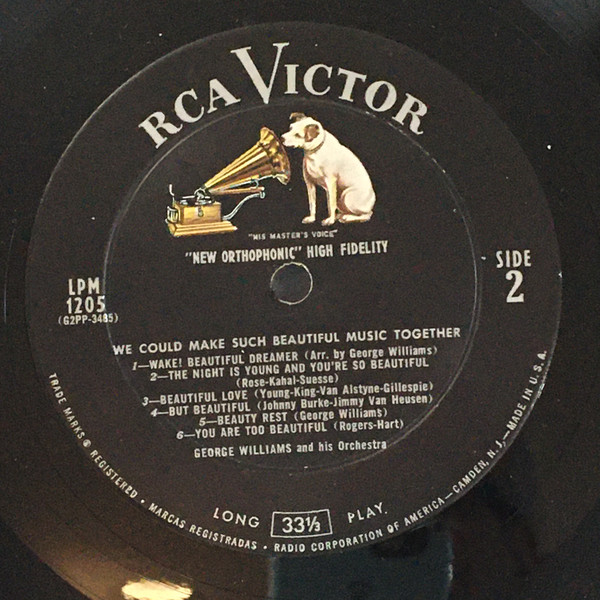 RCA VICTOR
"HIS MASTER'S VOICE"
"NEW ORTHOPHONIC" HIGH FIDELITY
LPM
1205
(G2PP-3485)
SIDE
2
WE COULD MAKE SUCH BEAUTIFUL MUSIC TOGETHER
1—WAKE! BEAUTIFUL DREAMER (Arr. by George Williams)
2—THE NIGHT IS YOUNG AND YOU'RE SO BEAUTIFUL
(Rose-Kahal-Suesse)
3—BEAUTIFUL LOVE (Young-King-Van Alstyne-Gillespie)
4—BUT BEAUTIFUL (Johnny Burke-Jimmy Van Heusen)
5—BEAUTY REST (George Williams)
6—YOU ARE TOO BEAUTIFUL (Rogers-Hart)
GEORGE WILLIAMS and his Orchestra
LONG 33⅓ PLAY.
TRADE MARKS ® REGISTERED • MARCAS REGISTRADAS • RADIO CORPORATION OF AMERICA—CAMDEN, N. J.—MADE IN U.S.A.